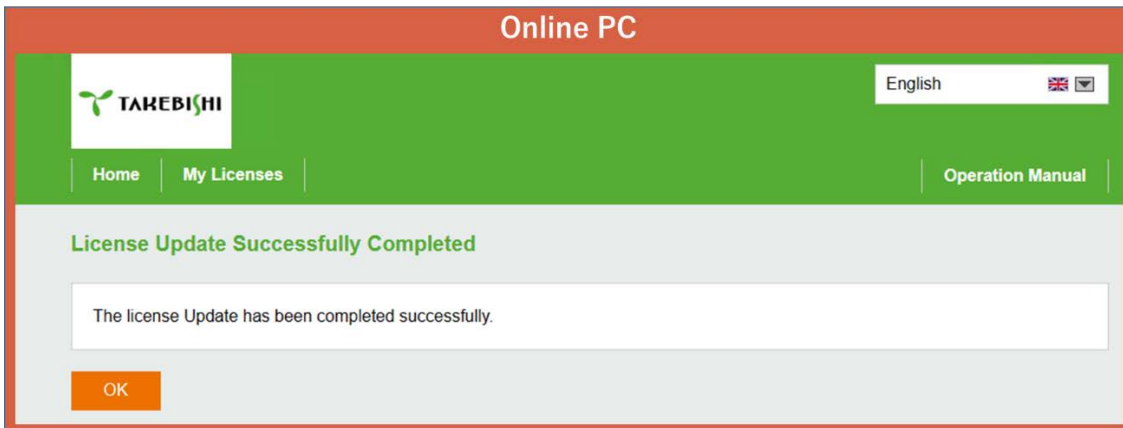 Online PC
TAKEBISHI
English
Home My Licenses Operation Manual
License Update Successfully Completed
The license Update has been completed successfully.
OK